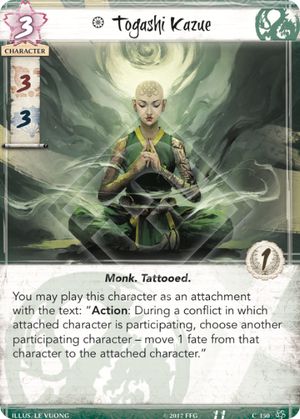 3
Togashi Kazue
CHARACTER
3
3
1
Monk. Tattooed.
You may play this character as an attachment
with the text: “Action: During a conflict in which
attached character is participating, choose another
participating character – move 1 fate from that
character to the attached character.”
ILLUS. LE VUONG
©2017 FFG
C 150